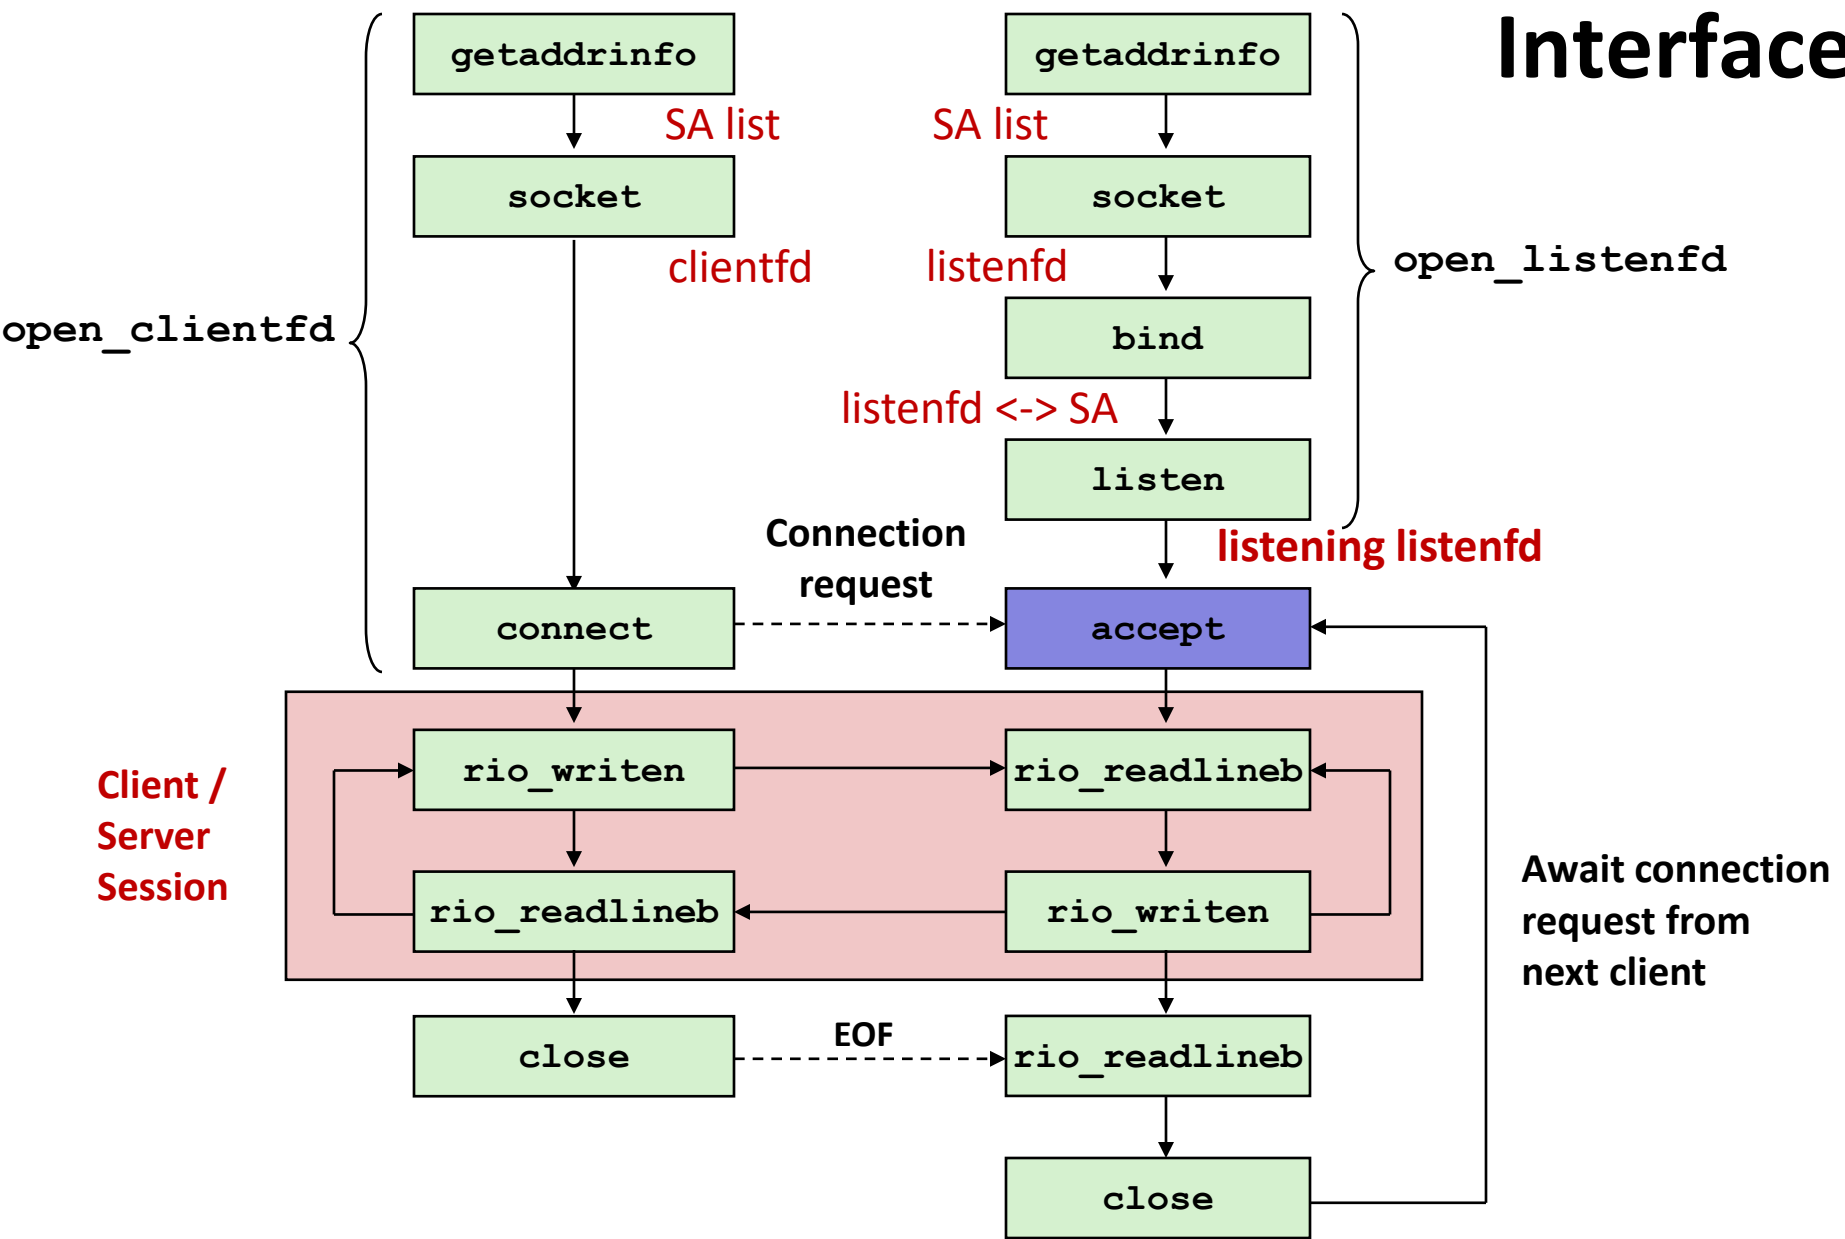 Interface
getaddrinfo
getaddrinfo
SA list
SA list
socket
socket
clientfd
listenfd
open_listenfd
open_clientfd
bind
listenfd <-> SA
listen
Connection
request
listening listenfd
connect
accept
Client /
Server
Session
rio_writen
rio_readlineb
rio_readlineb
rio_writen
Await connection
request from
next client
close
EOF
rio_readlineb
close